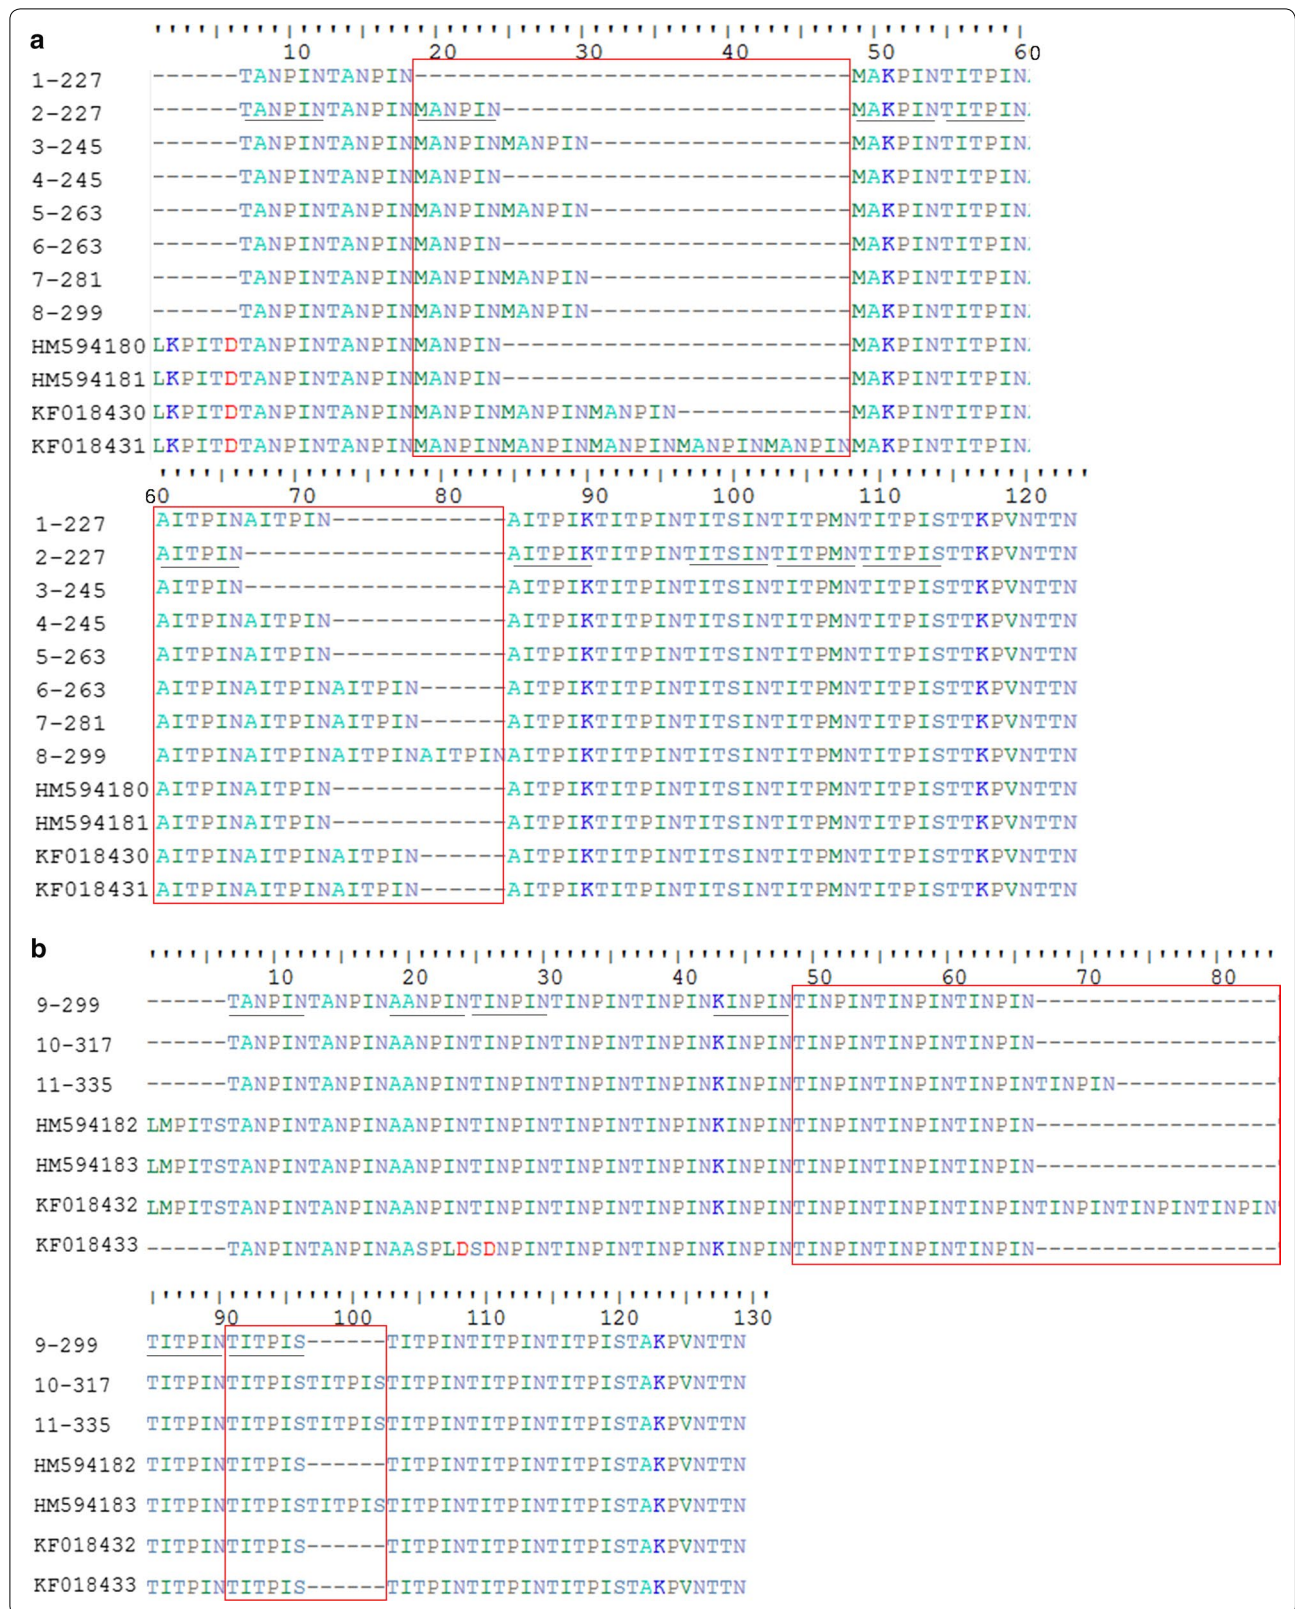 a
10 20 30 40 50 60
1-227 ------TANPINTANPIN------------------------------MAKPINTITPIN
2-227 ------TANPINTANPINMANPIN------------------------MAKPINTITPIN
3-245 ------TANPINTANPINMANPINMANPIN------------------MAKPINTITPIN
4-245 ------TANPINTANPINMANPIN------------------------MAKPINTITPIN
5-263 ------TANPINTANPINMANPINMANPIN------------------MAKPINTITPIN
6-263 ------TANPINTANPINMANPIN------------------------MAKPINTITPIN
7-281 ------TANPINTANPINMANPINMANPIN------------------MAKPINTITPIN
8-299 ------TANPINTANPINMANPINMANPIN------------------MAKPINTITPIN
HM594180 LKPITDTANPINTANPINMANPIN------------------------MAKPINTITPIN
HM594181 LKPITDTANPINTANPINMANPIN------------------------MAKPINTITPIN
KF018430 LKPITDTANPINTANPINMANPINMANPINMANPIN------------MAKPINTITPIN
KF018431 LKPITDTANPINTANPINMANPINMANPINMANPINMANPINMANPINMAKPINTITPIN
60 70 80 90 100 110 120
1-227 AITPINAITPIN------------AITPIKTITPINTITSINTITPMNTITPISTTKPVNTTN
2-227 AITPIN------------------AITPIKTITPINTITSINTITPMNTITPISTTKPVNTTN
3-245 AITPIN------------------AITPIKTITPINTITSINTITPMNTITPISTTKPVNTTN
4-245 AITPINAITPIN------------AITPIKTITPINTITSINTITPMNTITPISTTKPVNTTN
5-263 AITPINAITPIN------------AITPIKTITPINTITSINTITPMNTITPISTTKPVNTTN
6-263 AITPINAITPINAITPIN------AITPIKTITPINTITSINTITPMNTITPISTTKPVNTTN
7-281 AITPINAITPINAITPIN------AITPIKTITPINTITSINTITPMNTITPISTTKPVNTTN
8-299 AITPINAITPINAITPINAITPINAITPIKTITPINTITSINTITPMNTITPISTTKPVNTTN
HM594180 AITPINAITPIN------------AITPIKTITPINTITSINTITPMNTITPISTTKPVNTTN
HM594181 AITPINAITPIN------------AITPIKTITPINTITSINTITPMNTITPISTTKPVNTTN
KF018430 AITPINAITPINAITPIN------AITPIKTITPINTITSINTITPMNTITPISTTKPVNTTN
KF018431 AITPINAITPINAITPIN------AITPIKTITPINTITSINTITPMNTITPISTTKPVNTTN
b
10 20 30 40 50 60 70 80
9-299 ------TANPINTANPINAANPINTINPINTINPINTINPINKINPINTINPINTINPINTINPIN------------------
10-317 ------TANPINTANPINAANPINTINPINTINPINTINPINKINPINTINPINTINPINTINPIN------------------
11-335 ------TANPINTANPINAANPINTINPINTINPINTINPINKINPINTINPINTINPINTINPINTINPIN------------
HM594182 LMPITSTANPINTANPINAANPINTINPINTINPINTINPINKINPINTINPINTINPINTINPIN------------------
HM594183 LMPITSTANPINTANPINAANPINTINPINTINPINTINPINKINPINTINPINTINPINTINPIN------------------
KF018432 LMPITSTANPINTANPINAANPINTINPINTINPINTINPINKINPINTINPINTINPINTINPINTINPINTINPINTINPIN
KF018433 ------TANPINTANPINAASPLDSDNPINTINPINTINPINKINPINTINPINTINPINTINPIN------------------
90 100 110 120 130
9-299 TITPINTITPIS------TITPINTITPINTITPISTAKPVNTTN
10-317 TITPINTITPISTITPISTITPINTITPINTITPISTAKPVNTTN
11-335 TITPINTITPISTITPISTITPINTITPINTITPISTAKPVNTTN
HM594182 TITPINTITPIS------TITPINTITPINTITPISTAKPVNTTN
HM594183 TITPINTITPISTITPISTITPINTITPINTITPISTAKPVNTTN
KF018432 TITPINTITPIS------TITPINTITPINTITPISTAKPVNTTN
KF018433 TITPINTITPIS------TITPINTITPINTITPISTAKPVNTTN